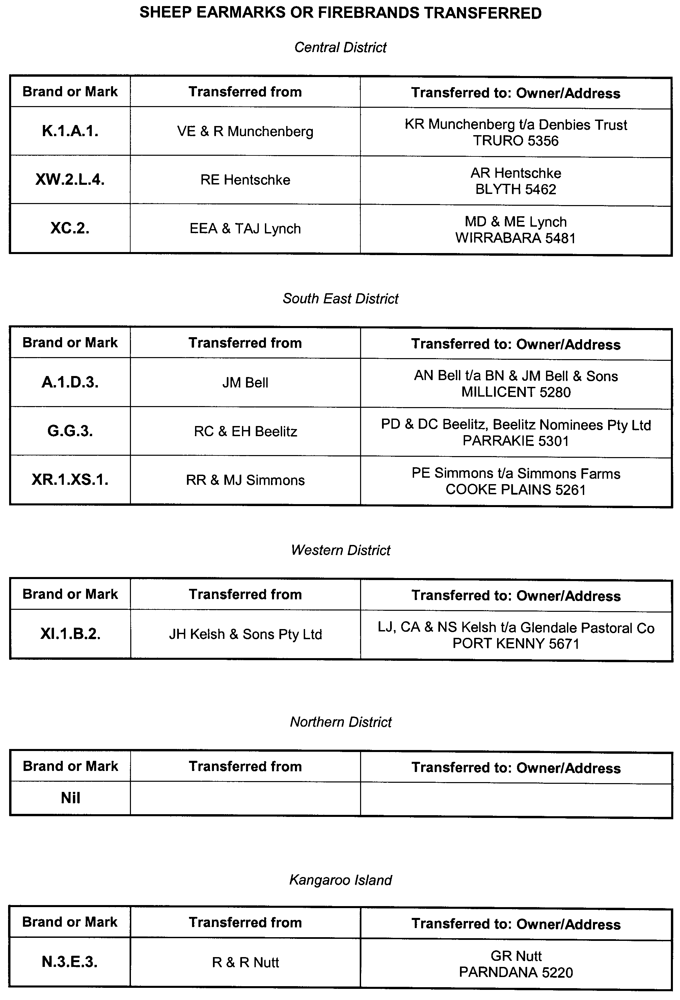 SHEEP EARMARKS OR FIREBRANDS TRANSFERRED
Central District
Brand or Mark Transferred from Transferred to: Owner/Address
K.1.A.1. VE & R Munchenberg KR Munchenberg t/a Denbies Trust
TRURO 5356
XW.2.L.4. RE Hentschke AR Hentschke
BLYTH 5462
XC.2. EEA & TAJ Lynch MD & ME Lynch
WIRRABARA 5481
South East District
Brand or Mark Transferred from Transferred to: Owner/Address
A.1.D.3. JM Bell AN Bell t/a BN & JM Bell & Sons
MILLICENT 5280
G.G.3. RC & EH Beelitz PD & DC Beelitz, Beelitz Nominees Pty Ltd
PARRAKIE 5301
XR.1.XS.1. RR & MJ Simmons PE Simmons t/a Simmons Farms
COOKE PLAINS 5261
Western District
Brand or Mark Transferred from Transferred to: Owner/Address
XI.1.B.2. JH Kelsh & Sons Pty Ltd LJ, CA & NS Kelsh t/a Glendale Pastoral Co
PORT KENNY 5671
Northern District
Brand or Mark Transferred from Transferred to: Owner/Address
Nil
Kangaroo Island
Brand or Mark Transferred from Transferred to: Owner/Address
N.3.E.3. R & R Nutt GR Nutt
PARNDANA 5220